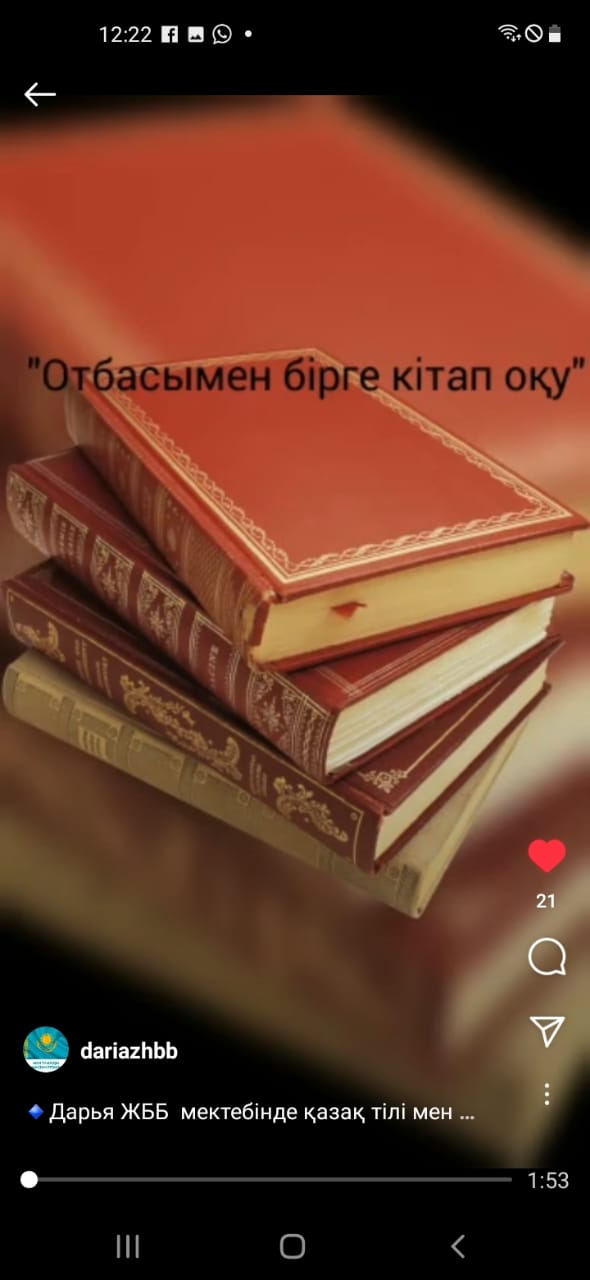 12:22
"Отбасымен бірге кітап оқу"
21
dariazhbb
🔹Дарья ЖББ мектебінде қазақ тілі мен ...
1:53